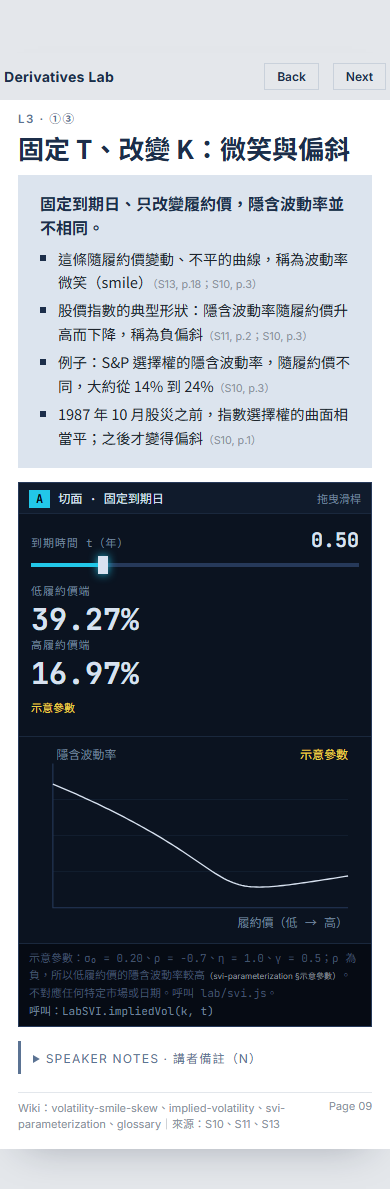 Derivatives Lab
Back
Next
L3 · ①③
固定 T、改變 K：微笑與偏斜
固定到期日、只改變履約價，隱含波動率並
不相同。
這條隨履約價變動、不平的曲線，稱為波動率
微笑（smile）（S13, p.18；S10, p.3）
股價指數的典型形狀：隱含波動率隨履約價升
高而下降，稱為負偏斜（S11, p.2；S10, p.3）
例子：S&P 選擇權的隱含波動率，隨履約價不
同，大約從 14% 到 24%（S10, p.3）
1987 年 10 月股災之前，指數選擇權的曲面相
當平；之後才變得偏斜（S10, p.1）
A 切面 · 固定到期日
拖曳滑桿
到期時間 t（年）
0.50
低履約價端
39.27%
高履約價端
16.97%
示意參數
隱含波動率
示意參數
履約價（低 → 高）
示意參數：σ₀ = 0.20、ρ = -0.7、η = 1.0、γ = 0.5；ρ 為
負，所以低履約價的隱含波動率較高（svi-parameterization §示意參數）。
不對應任何特定市場或日期。呼叫 lab/svi.js。
呼叫：LabSVI.impliedVol(k, t)
▶ SPEAKER NOTES · 講者備註（N）
Wiki：volatility-smile-skew、implied-volatility、svi-
parameterization、glossary｜來源：S10、S11、S13
Page 09